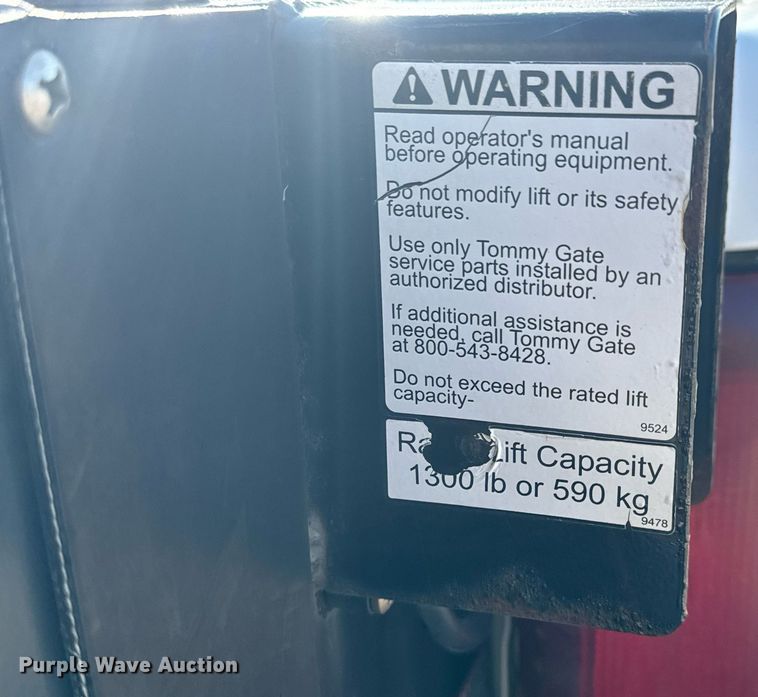 WARNING
Read operator's manual
before operating equipment.
Do not modify lift or its safety
features.
Use only Tommy Gate
service parts installed by an
authorized distributor.
If additional assistance is
needed, call Tommy Gate
at 800-543-8428.
Do not exceed the rated lift
capacity-
9524
Lift Capacity
1300 lb or 590 kg
9478
Purple Wave Auction